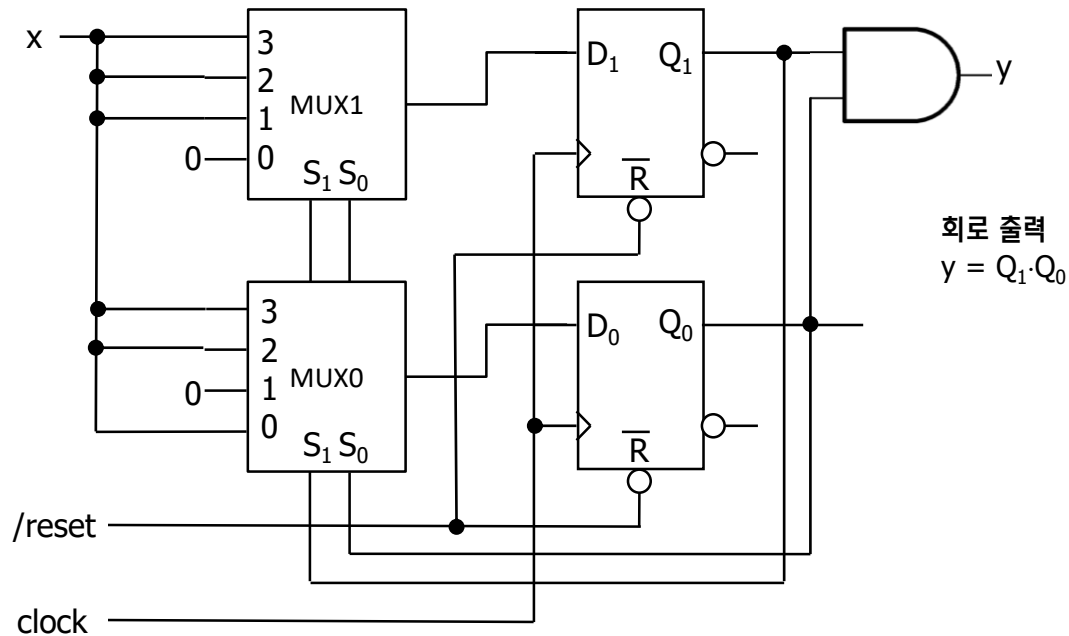 x
3
2
1
0
0
MUX1
S₁ S₀
D₁
Q₁
R̅
y
회로 출력
y = Q₁·Q₀
3
2
1
0
0
MUX0
S₁ S₀
D₀
Q₀
R̅
/reset
clock